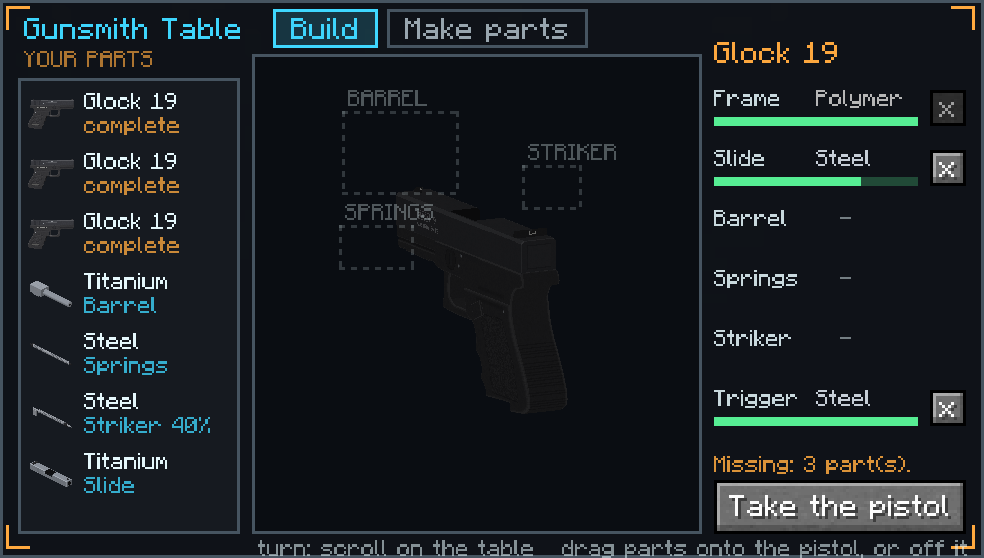 Gunsmith Table
Build
Make parts
YOUR PARTS
Glock 19
complete
Glock 19
complete
Glock 19
complete
Titanium
Barrel
Steel
Springs
Steel
Striker 40%
Titanium
Slide
BARREL
STRIKER
SPRINGS
Glock 19
Frame Polymer
Slide Steel
Barrel –
Springs –
Striker –
Trigger Steel
Missing: 3 part(s).
Take the pistol
turn: scroll on the table drag parts onto the pistol, or off it